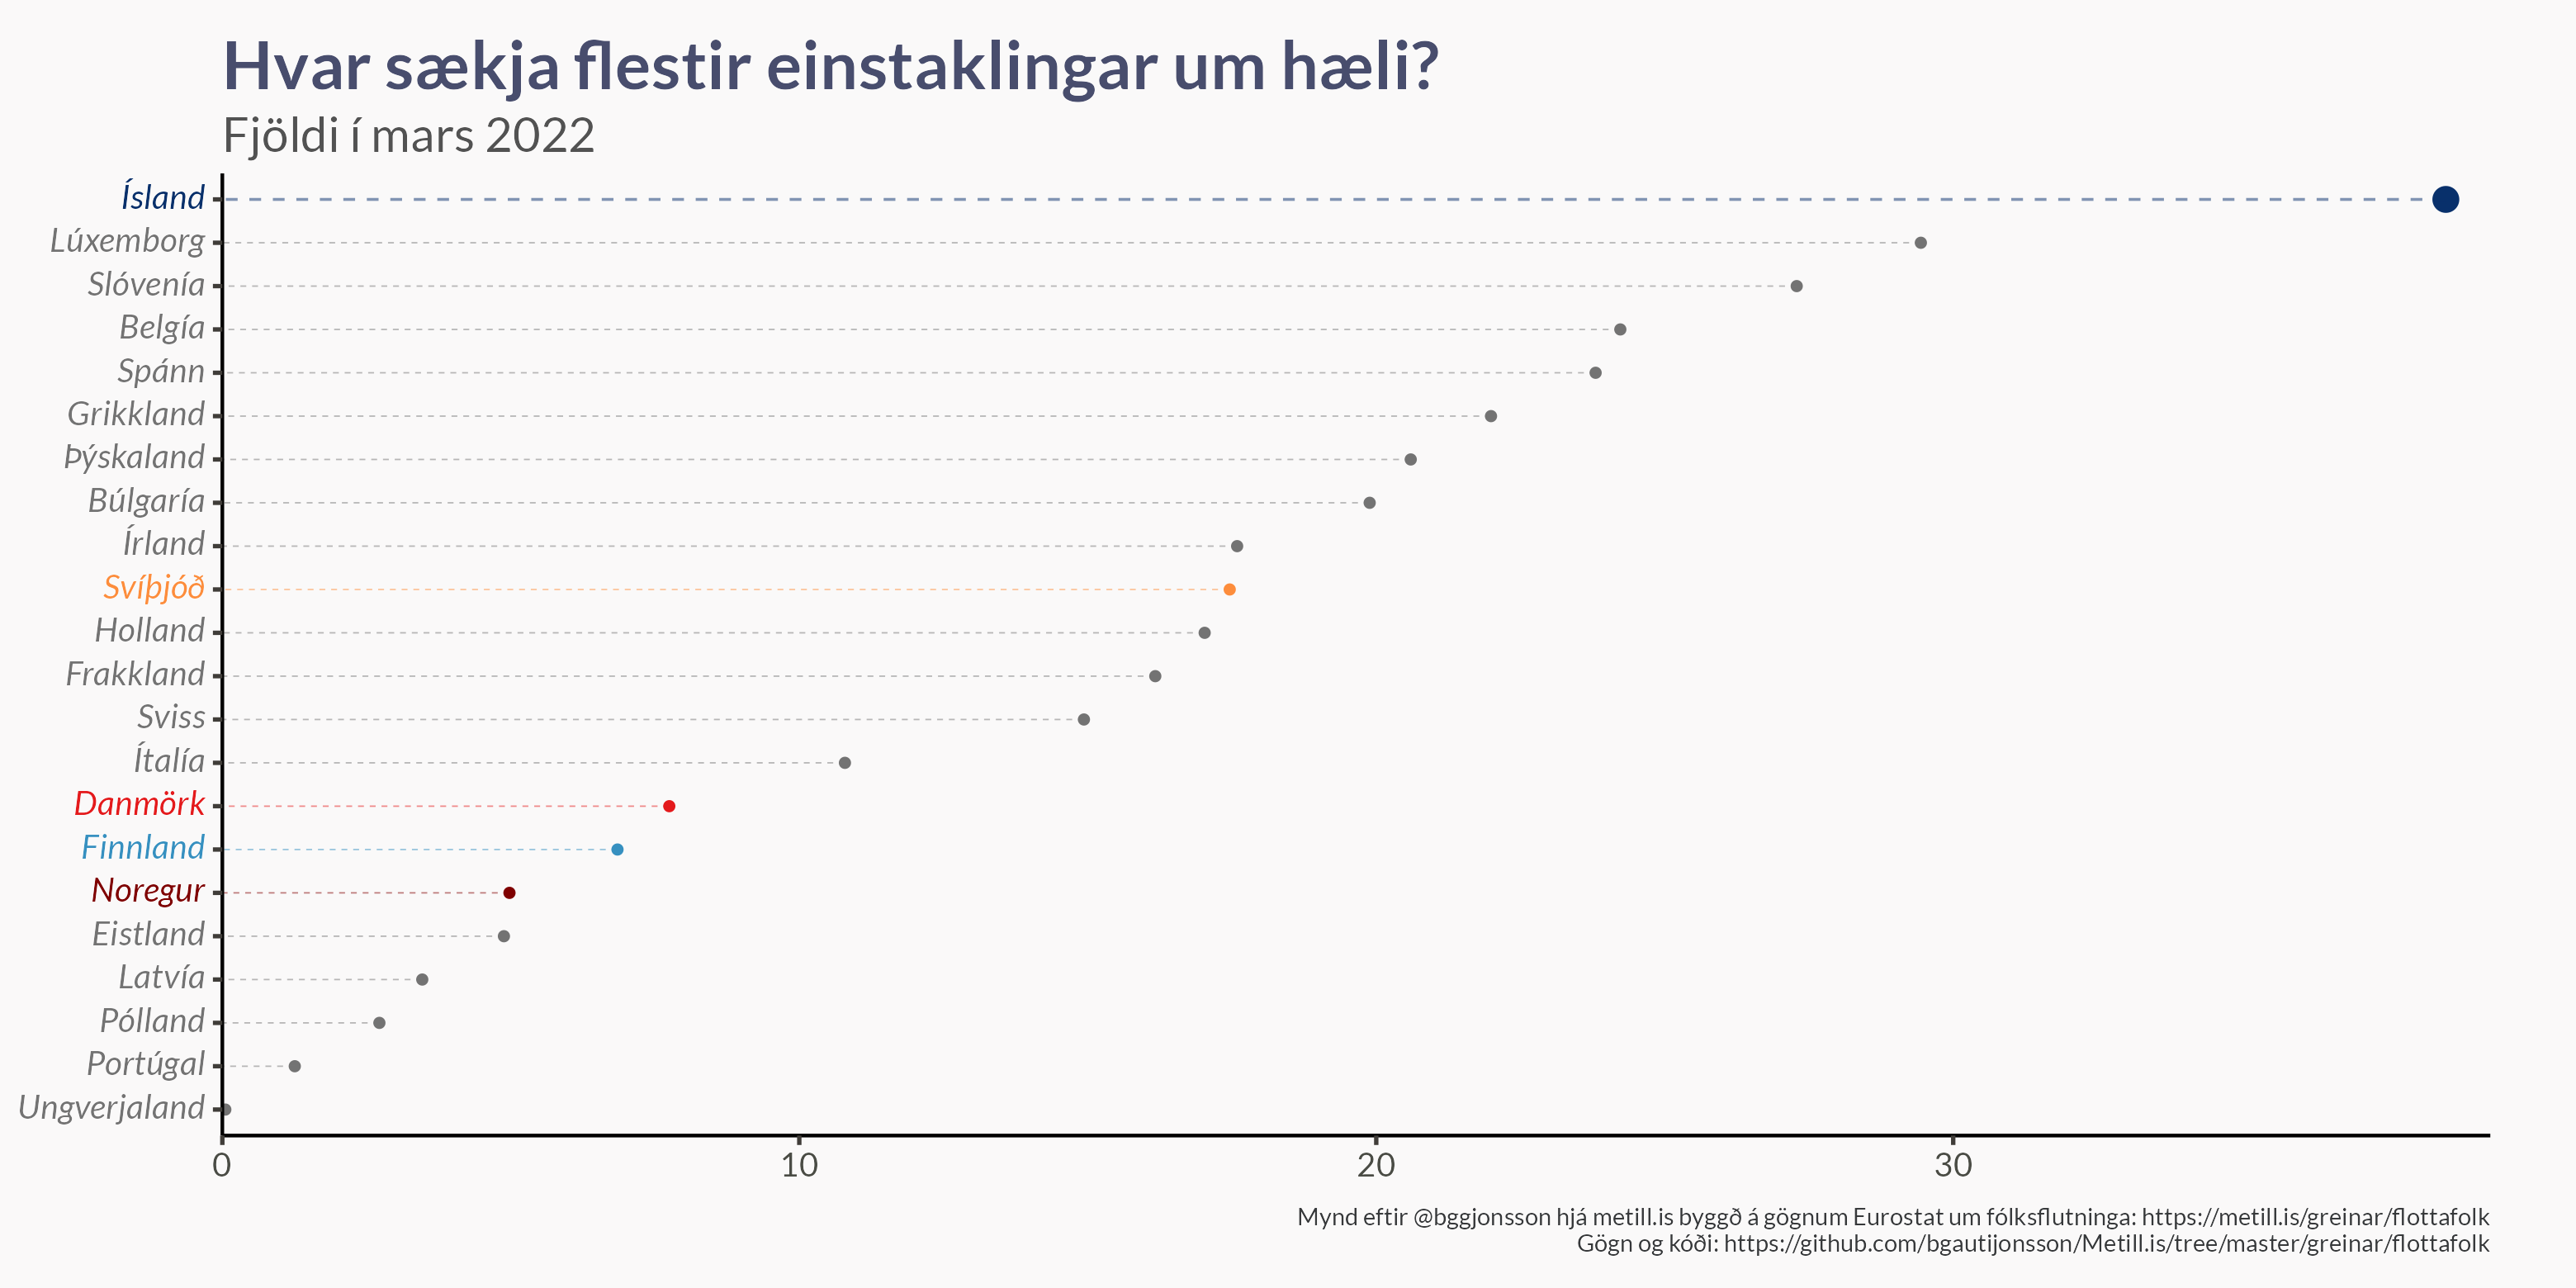 Hvar sækja flestir einstaklingar um hæli?
Fjöldi í mars 2022
Ísland
Lúxemborg
Slóvenía
Belgía
Spánn
Grikkland
Þýskaland
Búlgaría
Írland
Svíþjóð
Holland
Frakkland
Sviss
Ítalía
Danmörk
Finnland
Noregur
Eistland
Latvía
Pólland
Portúgal
Ungverjaland
0 10 20 30
Mynd eftir @bggjonsson hjá metill.is byggð á gögnum Eurostat um fólksflutninga: https://metill.is/greinar/flottafolk
Gögn og kóði: https://github.com/bgautijonsson/Metill.is/tree/master/greinar/flottafolk